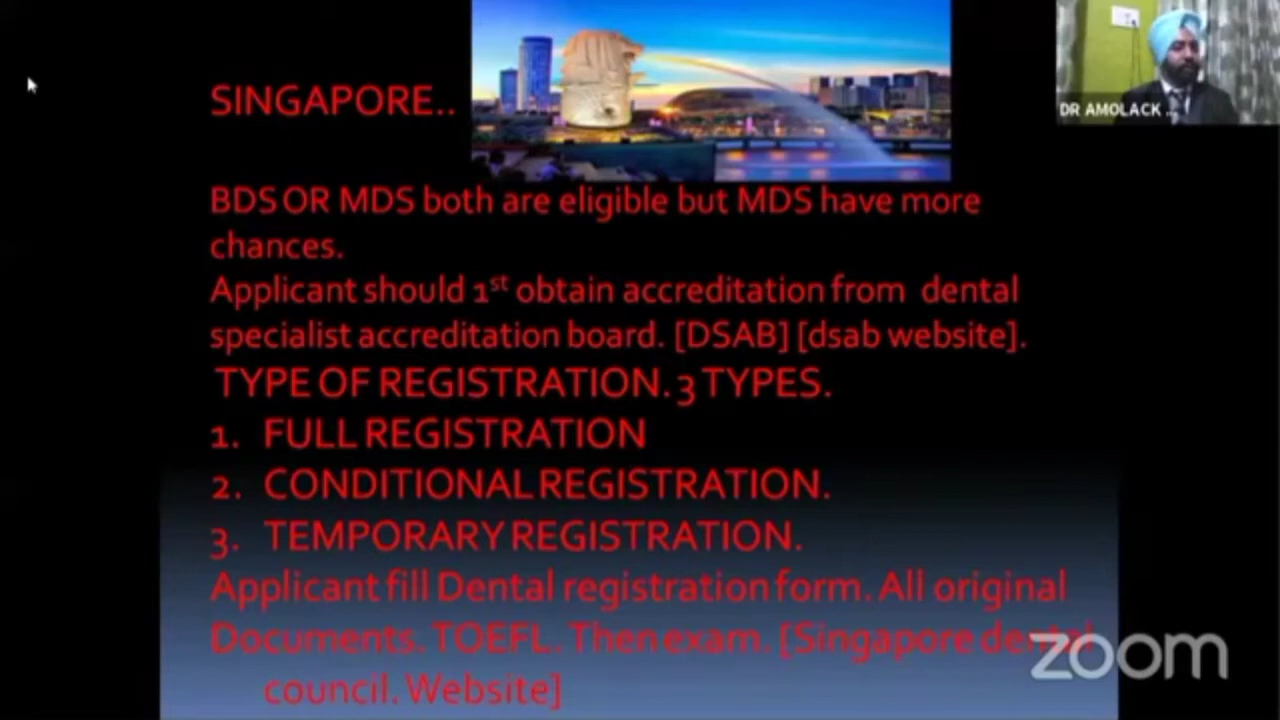 SINGAPORE..
DR AMOLACK ...
BDS OR MDS both are eligible but MDS have more
chances.
Applicant should 1st obtain accreditation from dental
specialist accreditation board. [DSAB] [dsab website].
TYPE OF REGISTRATION. 3 TYPES.
1. FULL REGISTRATION
2. CONDITIONAL REGISTRATION.
3. TEMPORARY REGISTRATION.
Applicant fill Dental registration form. All original
Documents. TOEFL. Then exam. [Singapore dental
council. Website]
zoom